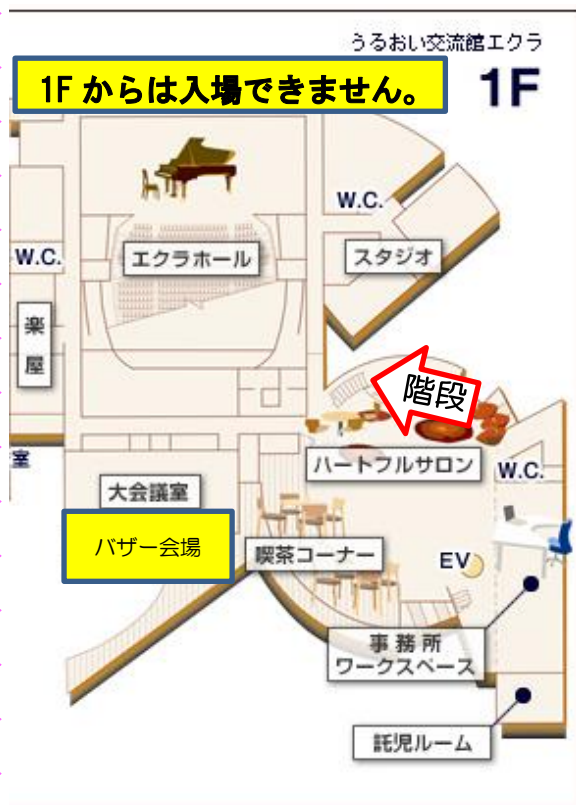 うるおい交流館エクラ
1Fからは入場できません。
1F
W.C.
W.C.
エクラホール
スタジオ
楽屋
階段
室
ハートフルサロン
W.C.
大会議室
バザー会場
喫茶コーナー
EV
事務所
ワークスペース
託児ルーム